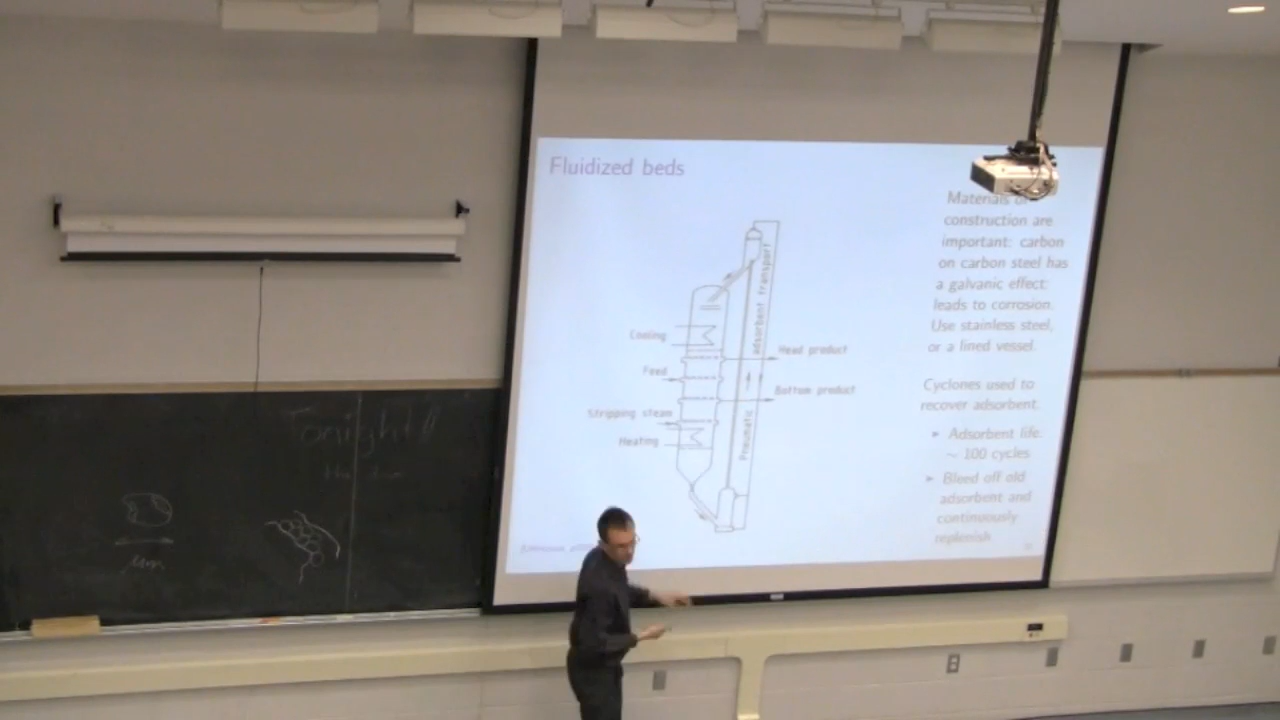 Fluidized beds
Materials of
construction are
important: carbon
on carbon steel has
a galvanic effect:
leads to corrosion.
Use stainless steel,
or a lined vessel.
Cyclones used to
recover adsorbent.
▸ Adsorbent life:
~ 100 cycles
▸ Bleed off old
adsorbent and
continuously
replenish
Cooling
Feed
Stripping steam
Heating
Head product
Bottom product
Pneumatic adsorbent transport
Tonight!!